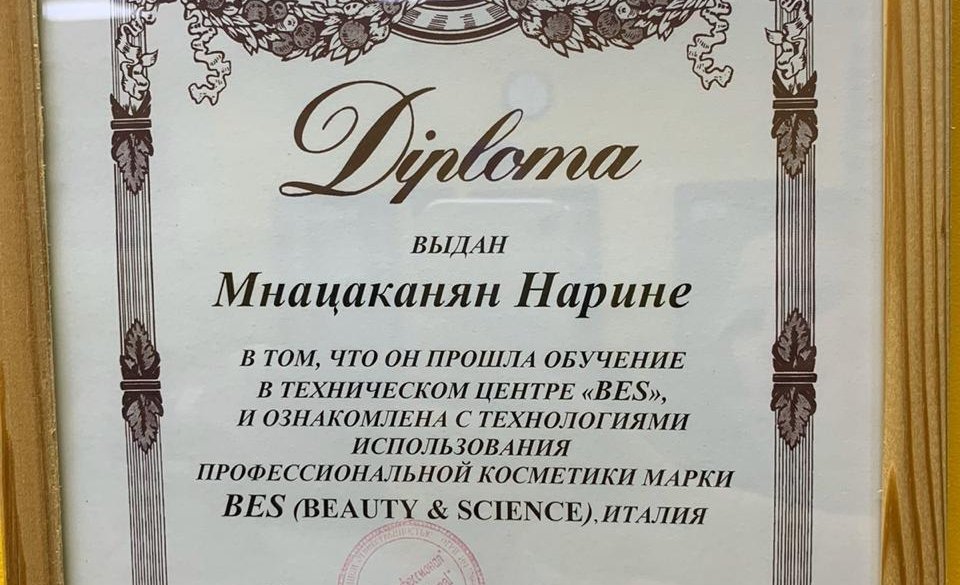 Diploma
ВЫДАН
Мнацаканян Нарине
В ТОМ, ЧТО ОН ПРОШЛА ОБУЧЕНИЕ
В ТЕХНИЧЕСКОМ ЦЕНТРЕ «BES»,
И ОЗНАКОМЛЕНА С ТЕХНОЛОГИЯМИ
ИСПОЛЬЗОВАНИЯ
ПРОФЕССИОНАЛЬНОЙ КОСМЕТИКИ МАРКИ
BES (BEAUTY & SCIENCE), ИТАЛИЯ